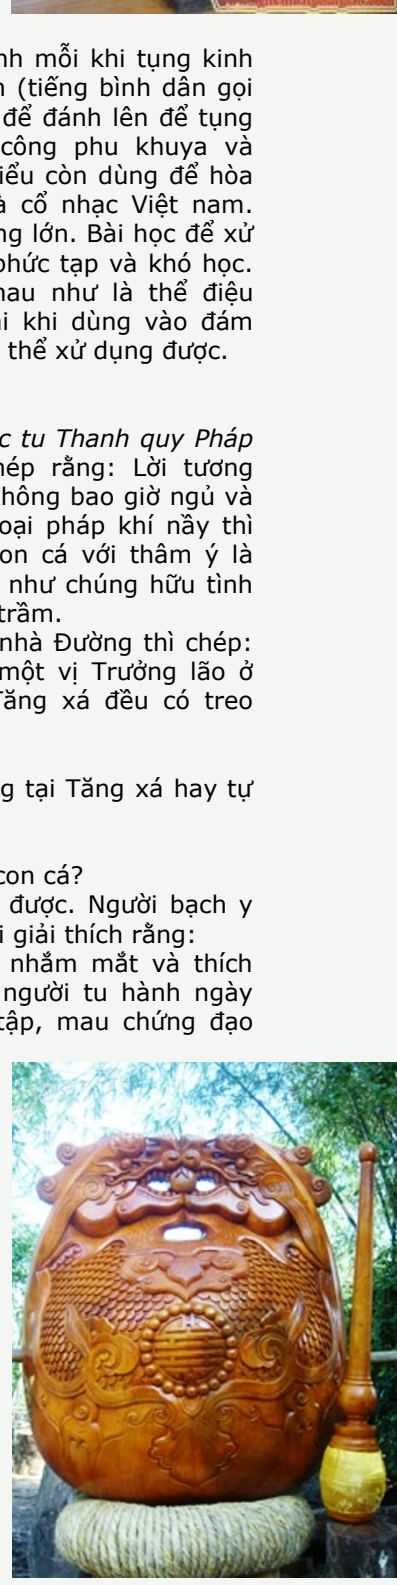 nh mỗi khi tụng kinh
n (tiếng bình dân gọi
để đánh lên để tụng
công phu khuya và
iểu còn dùng để hòa
à cổ nhạc Việt nam.
ng lớn. Bài học để xử
phức tạp và khó học.
nau như là thể điệu
ni khi dùng vào đám
thể xử dụng được.
c tu Thanh quy Pháp
hép rằng: Lời tương
không bao giờ ngủ và
oại pháp khí nầy thì
on cá với thâm ý là
như chúng hữu tình
trầm.
nhà Đường thì chép:
một vị Trưởng lão ở
Tăng xá đều có treo
g tại Tăng xá hay tự
con cá?
được. Người bạch y
i giải thích rằng:
nhắm mắt và thích
người tu hành ngày
tập, mau chứng đạo